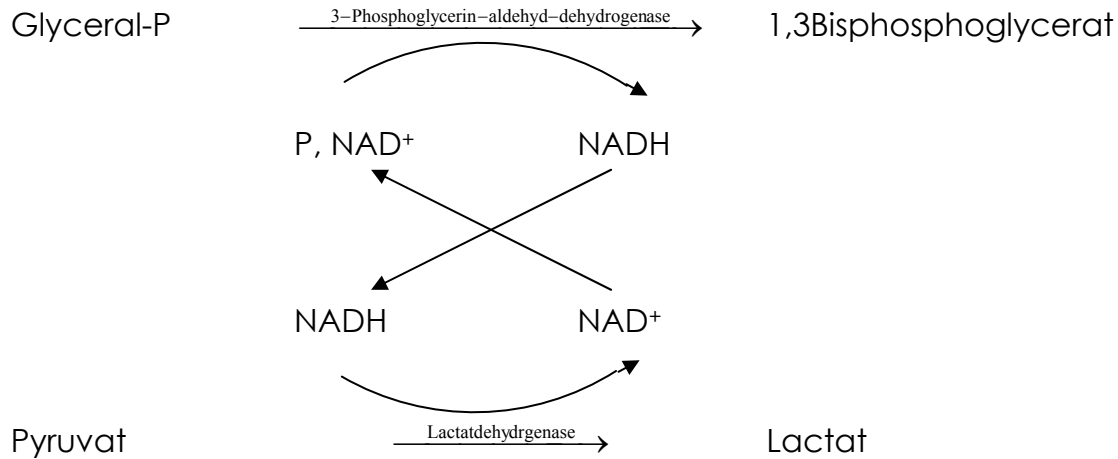 3−Phosphoglycerin−aldehyd−dehydrogenase
Glyceral-P 1,3Bisphosphoglycerat
P, NAD⁺ NADH
NADH NAD⁺
Lactatdehydrgenase
Pyruvat Lactat